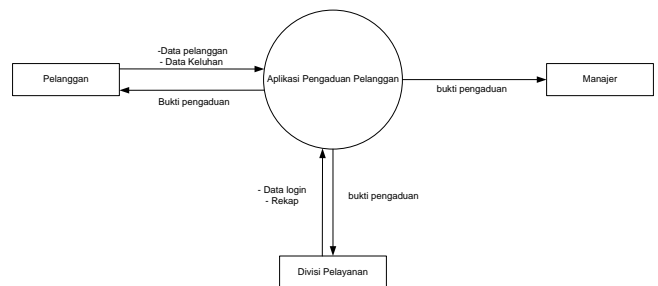 -Data pelanggan
- Data Keluhan
Pelanggan
Aplikasi Pengaduan Pelanggan
Manajer
Bukti pengaduan
bukti pengaduan
- Data login
- Rekap
bukti pengaduan
Divisi Pelayanan